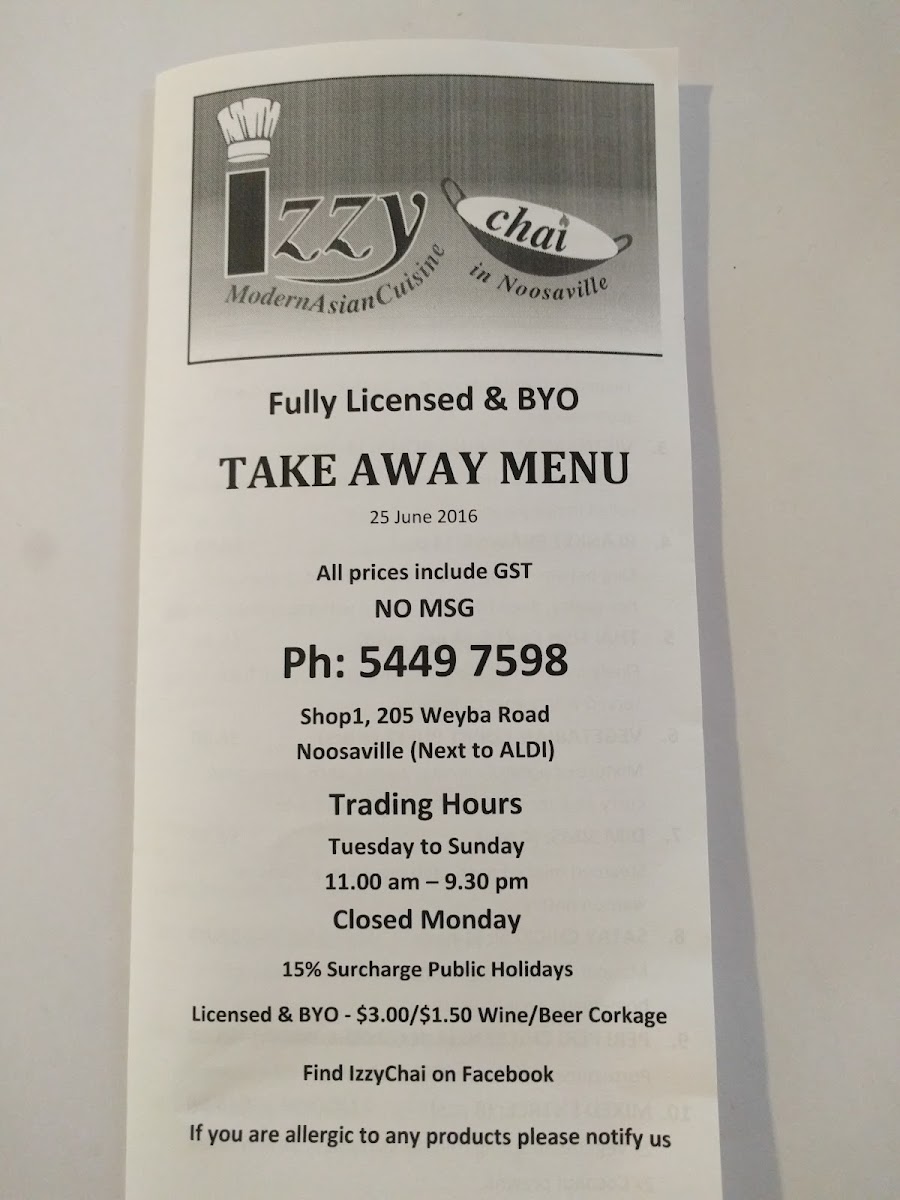 Izzy
chai
ModernAsianCuisine
in Noosaville
Fully Licensed & BYO
TAKE AWAY MENU
25 June 2016
All prices include GST
NO MSG
Ph: 5449 7598
Shop1, 205 Weyba Road
Noosaville (Next to ALDI)
Trading Hours
Tuesday to Sunday
11.00 am – 9.30 pm
Closed Monday
15% Surcharge Public Holidays
Licensed & BYO - $3.00/$1.50 Wine/Beer Corkage
Find IzzyChai on Facebook
If you are allergic to any products please notify us